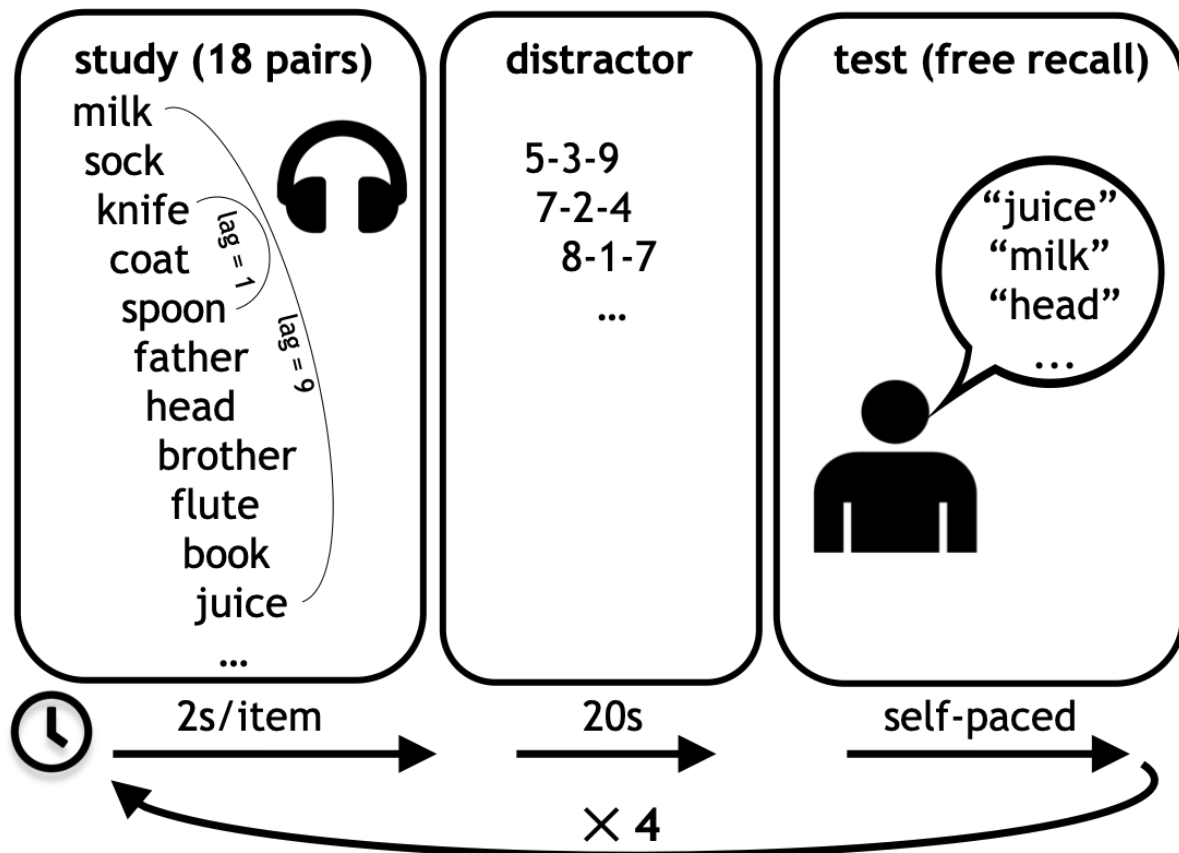 study (18 pairs)
milk
sock
knife
coat
spoon
father
head
brother
flute
book
juice
...
lag = 1
lag = 9
distractor
5-3-9
7-2-4
8-1-7
...
test (free recall)
“juice”
“milk”
“head”
...
2s/item
20s
self-paced
× 4